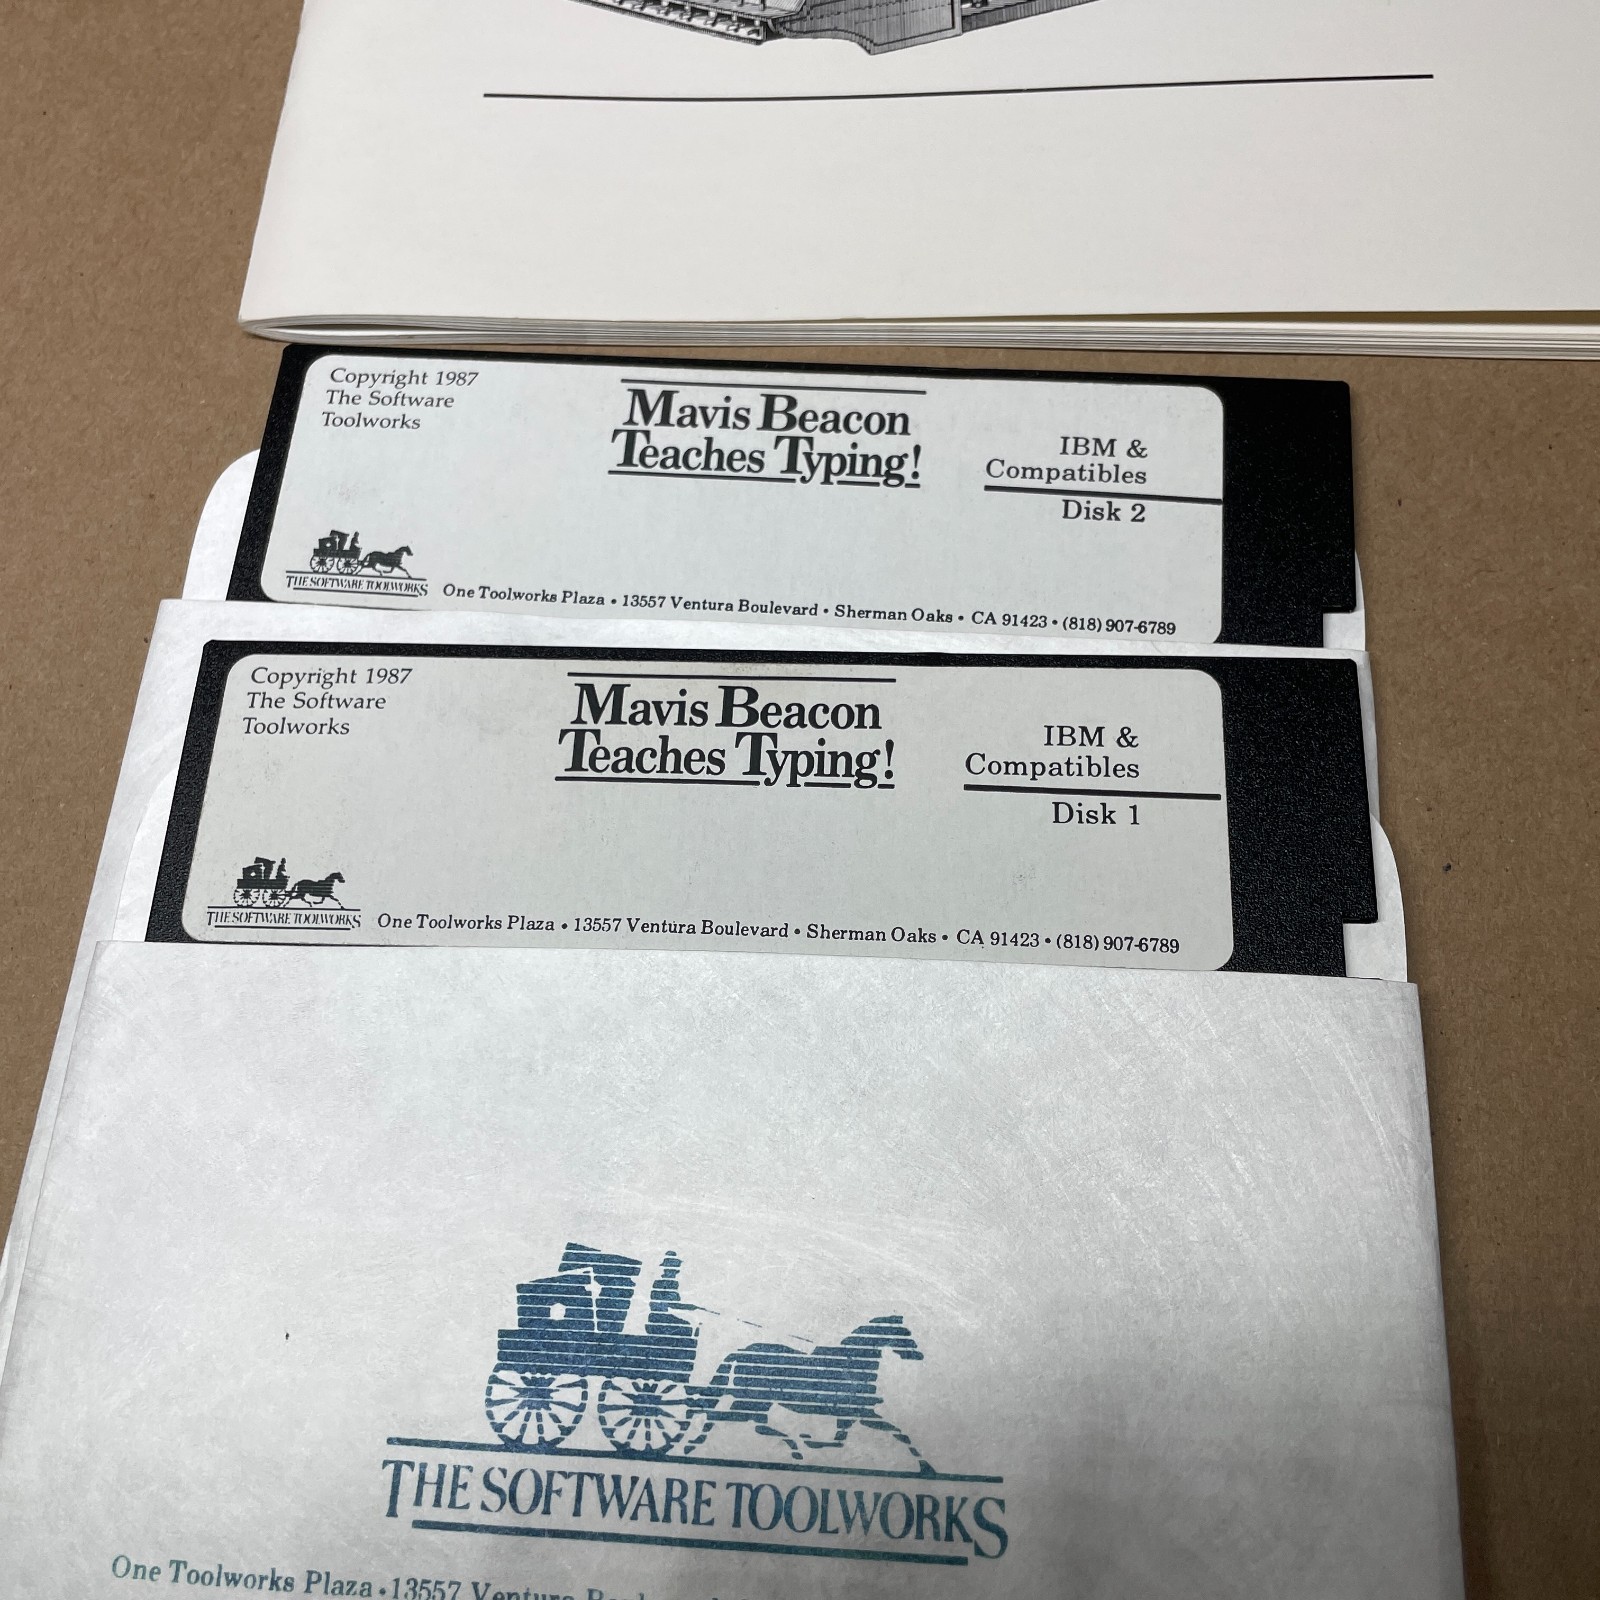 Copyright 1987
The Software
Toolworks
Mavis Beacon
Teaches Typing!
IBM &
Compatibles
Disk 2
THE SOFTWARE TOOLWORKS
One Toolworks Plaza • 13557 Ventura Boulevard • Sherman Oaks • CA 91423 • (818) 907-6789
Copyright 1987
The Software
Toolworks
Mavis Beacon
Teaches Typing!
IBM &
Compatibles
Disk 1
THE SOFTWARE TOOLWORKS
One Toolworks Plaza • 13557 Ventura Boulevard • Sherman Oaks • CA 91423 • (818) 907-6789
THE SOFTWARE TOOLWORKS
One Toolworks Plaza • 13557 Ventura